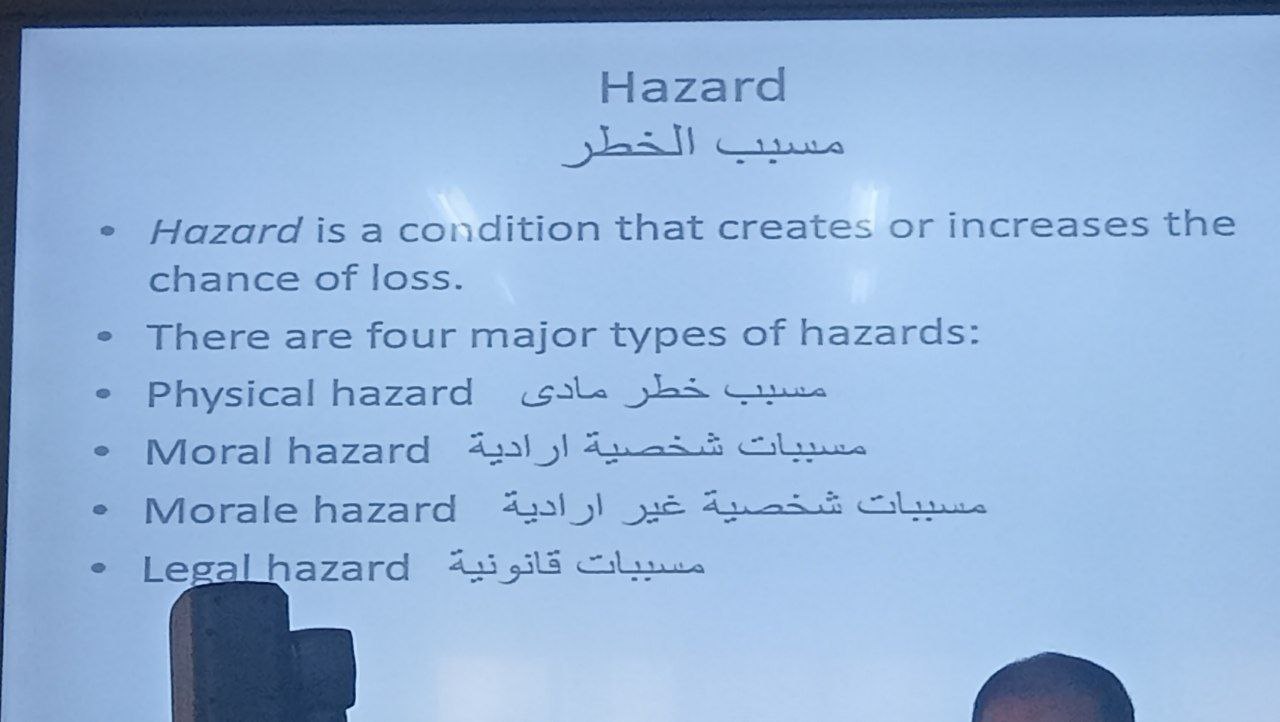 Hazard
مسبب الخطر
• Hazard is a condition that creates or increases the
chance of loss.
• There are four major types of hazards:
• Physical hazard مسبب خطر مادى
• Moral hazard مسببات شخصية ارادية
• Morale hazard مسببات شخصية غير ارادية
• Legal hazard مسببات قانونية